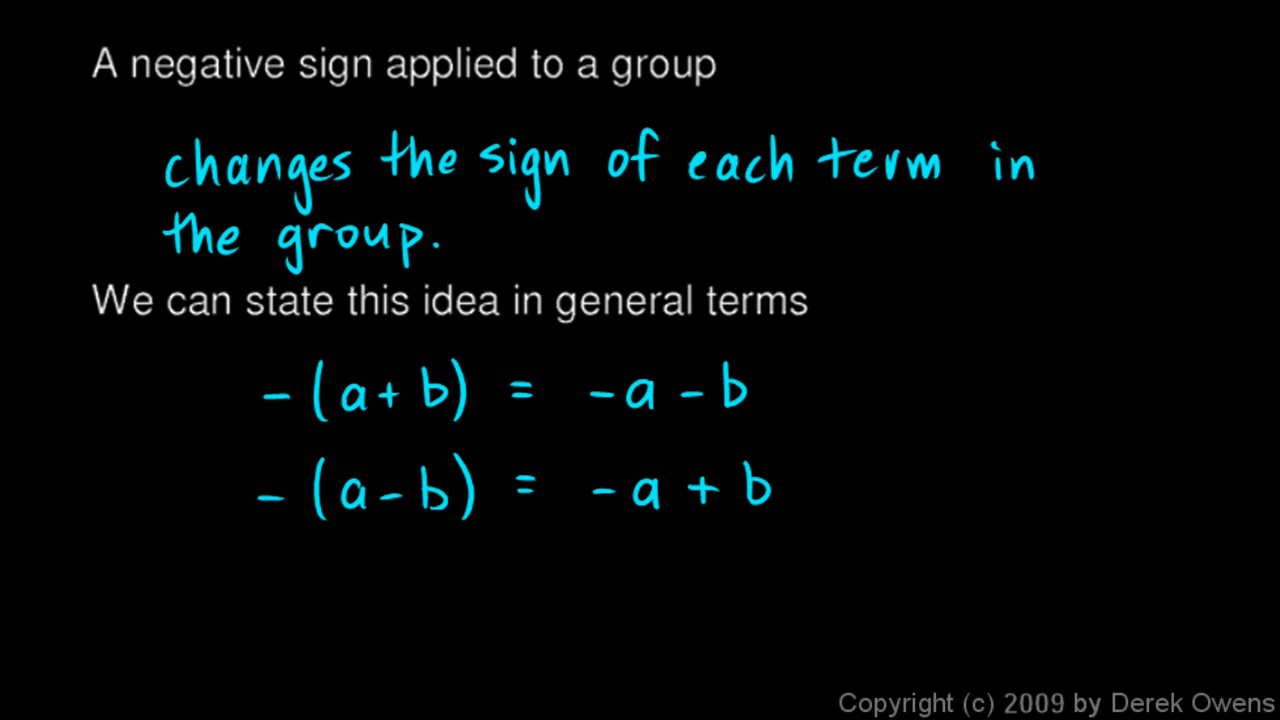 A negative sign applied to a group
changes the sign of each term in
the group.
We can state this idea in general terms
-(a+b) = -a - b
-(a-b) = -a + b
Copyright (c) 2009 by Derek Owens